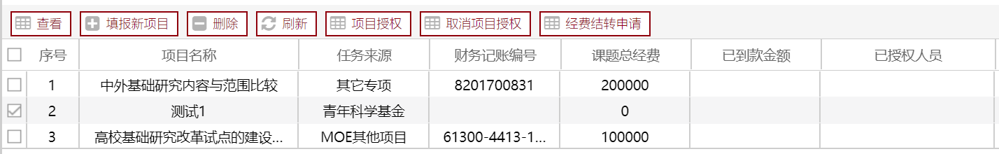 查看 填报新项目 删除 刷新 项目授权 取消项目授权 经费结转申请
序号 项目名称 任务来源 财务记账编号 课题总经费 已到款金额 已授权人员
1 中外基础研究内容与范围比较 其它专项 8201700831 200000
2 测试1 青年科学基金 0
3 高校基础研究改革试点的建设... MOE其他项目 61300-4413-1... 100000